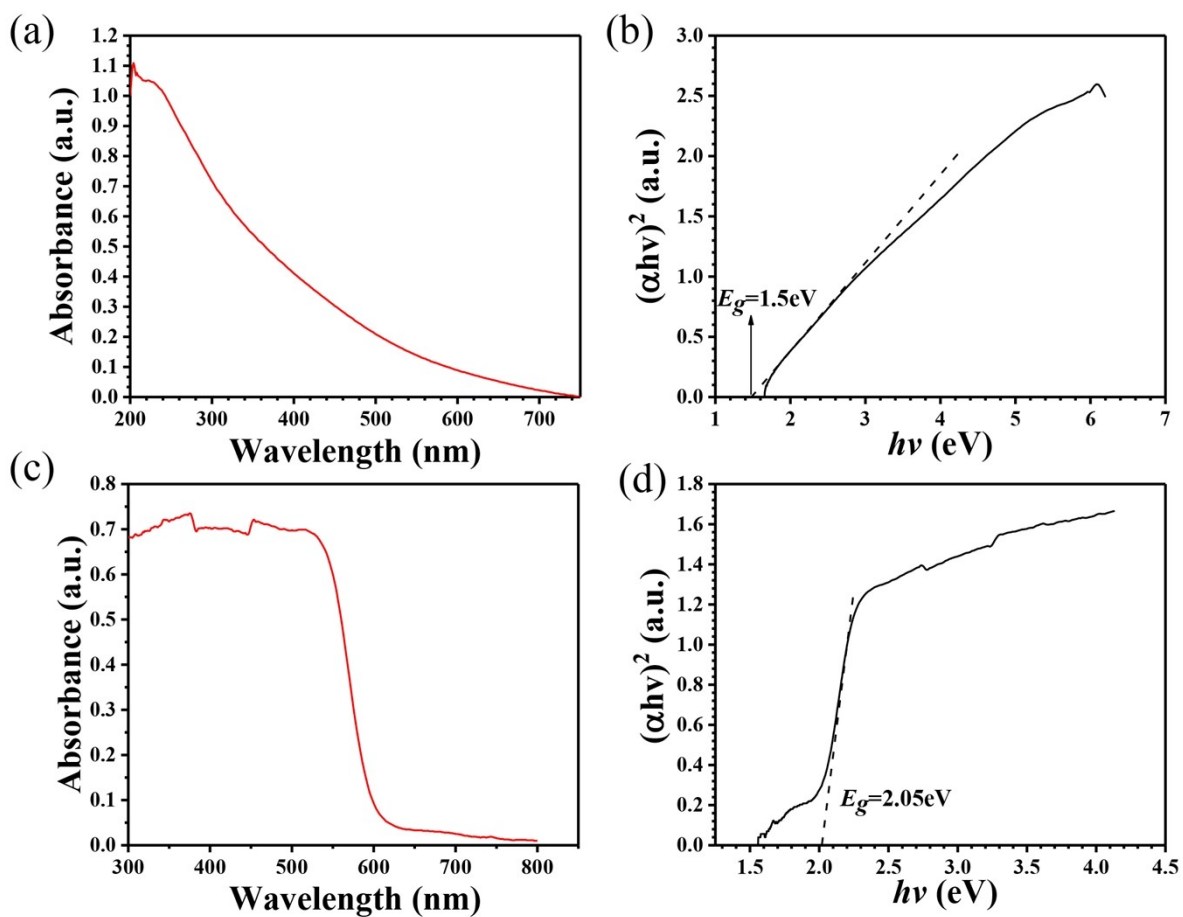 (a)
1.2
1.1
1.0
0.9
0.8
0.7
0.6
0.5
0.4
0.3
0.2
0.1
0.0
200 300 400 500 600 700
Absorbance (a.u.)
Wavelength (nm)
(b)
3.0
2.5
2.0
1.5
1.0
0.5
0.0
1 2 3 4 5 6 7
(αhv)² (a.u.)
Eg=1.5eV
hν (eV)
(c)
0.8
0.7
0.6
0.5
0.4
0.3
0.2
0.1
0.0
300 400 500 600 700 800
Absorbance (a.u.)
Wavelength (nm)
(d)
1.8
1.6
1.4
1.2
1.0
0.8
0.6
0.4
0.2
0.0
1.5 2.0 2.5 3.0 3.5 4.0 4.5
(αhv)² (a.u.)
Eg=2.05eV
hν (eV)